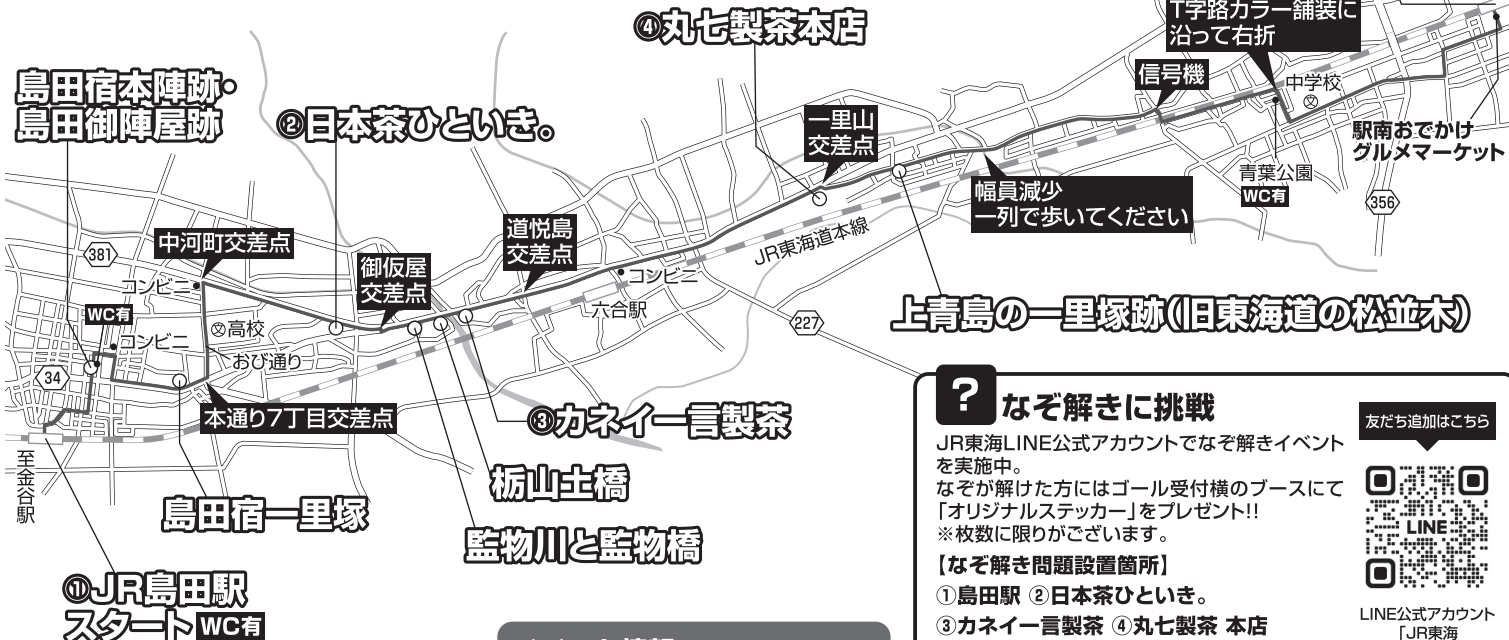 ④丸七製茶本店
T字路カラー舗装に
沿って右折
島田宿本陣跡・
島田御陣屋跡
②日本茶ひといき。
信号機
中学校
文
一里山
交差点
駅南おでかけ
グルメマーケット
青葉公園
WC有
幅員減少
一列で歩いてください
356
JR東海道本線
道悦島
交差点
中河町交差点
381
御仮屋
交差点
コンビニ
コンビニ
六合駅
WC有
文高校
コンビニ
おび通り
227
上青島の一里塚跡(旧東海道の松並木)
34
本通り7丁目交差点
③カネイ一言製茶
至金谷駅
栃山土橋
島田宿一里塚
監物川と監物橋
①JR島田駅
スタート WC有
? なぞ解きに挑戦
JR東海LINE公式アカウントでなぞ解きイベント
を実施中。
なぞが解けた方にはゴール受付横のブースにて
「オリジナルステッカー」をプレゼント!!
※枚数に限りがございます。
【なぞ解き問題設置箇所】
①島田駅 ②日本茶ひといき。
③カネイ一言製茶 ④丸七製茶 本店
友だち追加はこちら
LINE
LINE公式アカウント
「JR東海